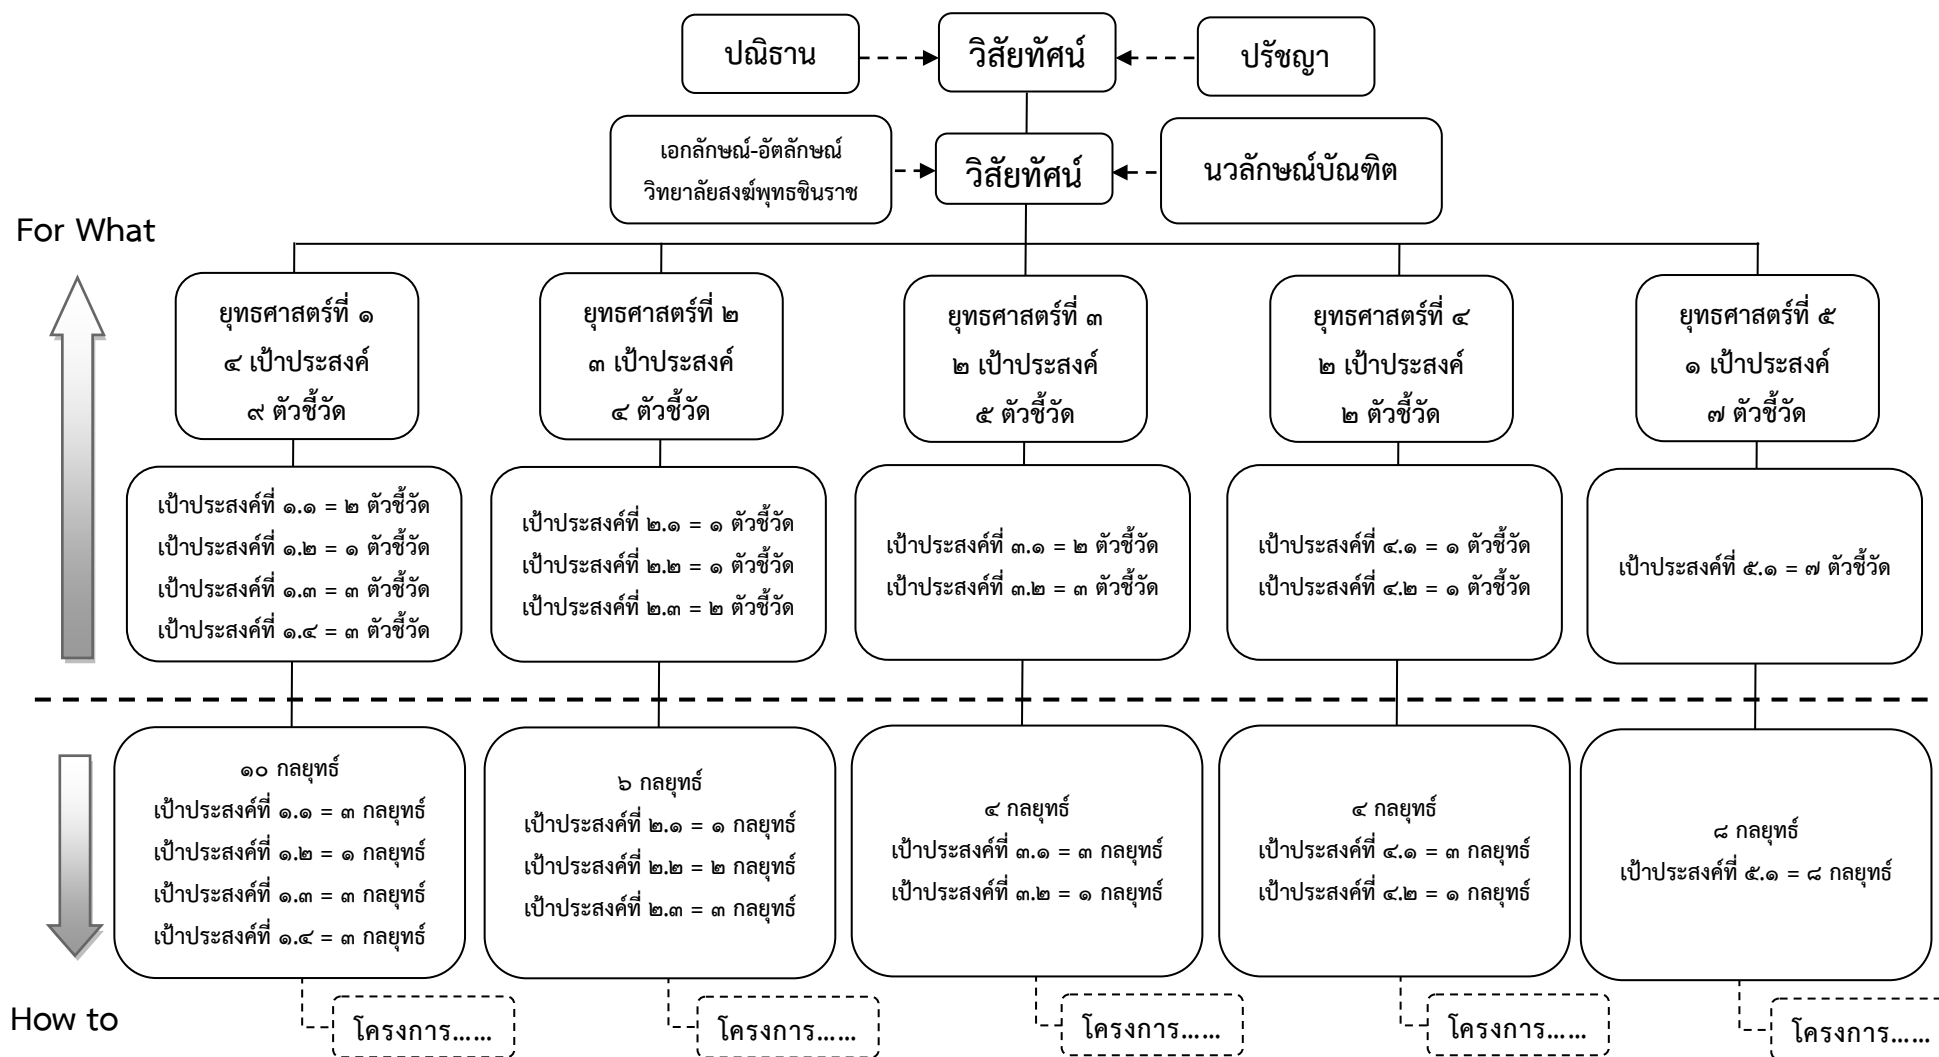 ปณิธาน
วิสัยทัศน์
ปรัชญา
เอกลักษณ์-อัตลักษณ์
วิทยาลัยสงฆ์พุทธชินราช
วิสัยทัศน์
นวลักษณ์บัณฑิต
For What
ยุทธศาสตร์ที่ ๑
๔ เป้าประสงค์
๙ ตัวชี้วัด
ยุทธศาสตร์ที่ ๒
๓ เป้าประสงค์
๔ ตัวชี้วัด
ยุทธศาสตร์ที่ ๓
๒ เป้าประสงค์
๕ ตัวชี้วัด
ยุทธศาสตร์ที่ ๔
๒ เป้าประสงค์
๒ ตัวชี้วัด
ยุทธศาสตร์ที่ ๕
๑ เป้าประสงค์
๗ ตัวชี้วัด
เป้าประสงค์ที่ ๑.๑ = ๒ ตัวชี้วัด
เป้าประสงค์ที่ ๑.๒ = ๑ ตัวชี้วัด
เป้าประสงค์ที่ ๑.๓ = ๓ ตัวชี้วัด
เป้าประสงค์ที่ ๑.๔ = ๓ ตัวชี้วัด
เป้าประสงค์ที่ ๒.๑ = ๑ ตัวชี้วัด
เป้าประสงค์ที่ ๒.๒ = ๑ ตัวชี้วัด
เป้าประสงค์ที่ ๒.๓ = ๒ ตัวชี้วัด
เป้าประสงค์ที่ ๓.๑ = ๒ ตัวชี้วัด
เป้าประสงค์ที่ ๓.๒ = ๓ ตัวชี้วัด
เป้าประสงค์ที่ ๔.๑ = ๑ ตัวชี้วัด
เป้าประสงค์ที่ ๔.๒ = ๑ ตัวชี้วัด
เป้าประสงค์ที่ ๕.๑ = ๗ ตัวชี้วัด
๑๐ กลยุทธ์
เป้าประสงค์ที่ ๑.๑ = ๓ กลยุทธ์
เป้าประสงค์ที่ ๑.๒ = ๑ กลยุทธ์
เป้าประสงค์ที่ ๑.๓ = ๓ กลยุทธ์
เป้าประสงค์ที่ ๑.๔ = ๓ กลยุทธ์
๖ กลยุทธ์
เป้าประสงค์ที่ ๒.๑ = ๑ กลยุทธ์
เป้าประสงค์ที่ ๒.๒ = ๒ กลยุทธ์
เป้าประสงค์ที่ ๒.๓ = ๓ กลยุทธ์
๔ กลยุทธ์
เป้าประสงค์ที่ ๓.๑ = ๓ กลยุทธ์
เป้าประสงค์ที่ ๓.๒ = ๑ กลยุทธ์
๔ กลยุทธ์
เป้าประสงค์ที่ ๔.๑ = ๓ กลยุทธ์
เป้าประสงค์ที่ ๔.๒ = ๑ กลยุทธ์
๘ กลยุทธ์
เป้าประสงค์ที่ ๕.๑ = ๘ กลยุทธ์
How to
โครงการ......
โครงการ......
โครงการ......
โครงการ......
โครงการ......